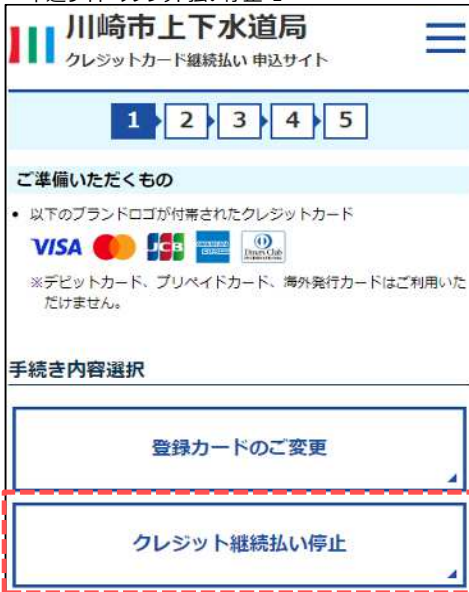 川崎市上下水道局
クレジットカード継続払い 申込サイト
1 2 3 4 5
ご準備いただくもの
• 以下のブランドロゴが付帯されたクレジットカード
VISA JCB AMERICAN EXPRESS Diners Club INTERNATIONAL
※デビットカード、プリペイドカード、海外発行カードはご利用いた
だけません。
手続き内容選択
登録カードのご変更
クレジット継続払い停止